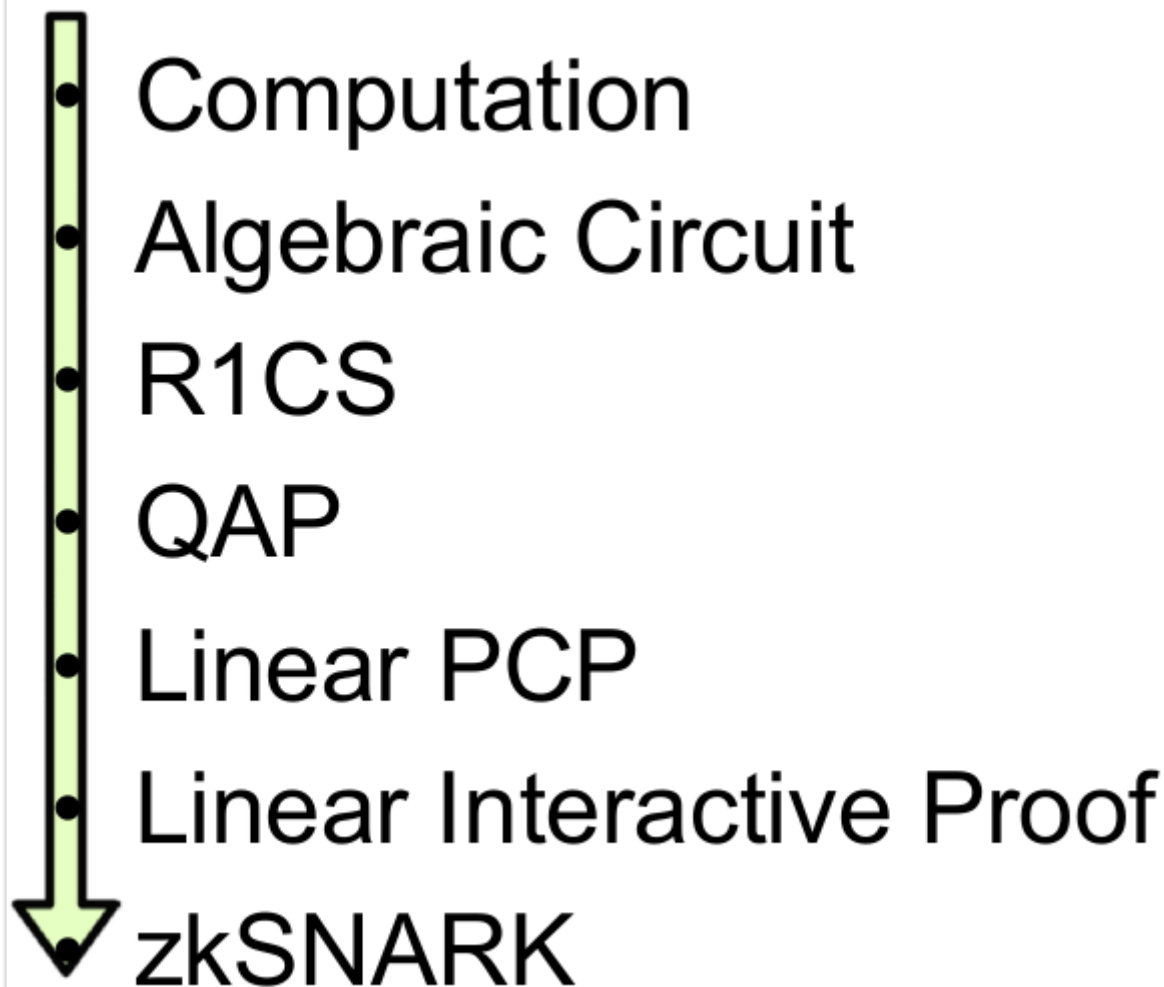 Computation
Algebraic Circuit
R1CS
QAP
Linear PCP
Linear Interactive Proof
zkSNARK